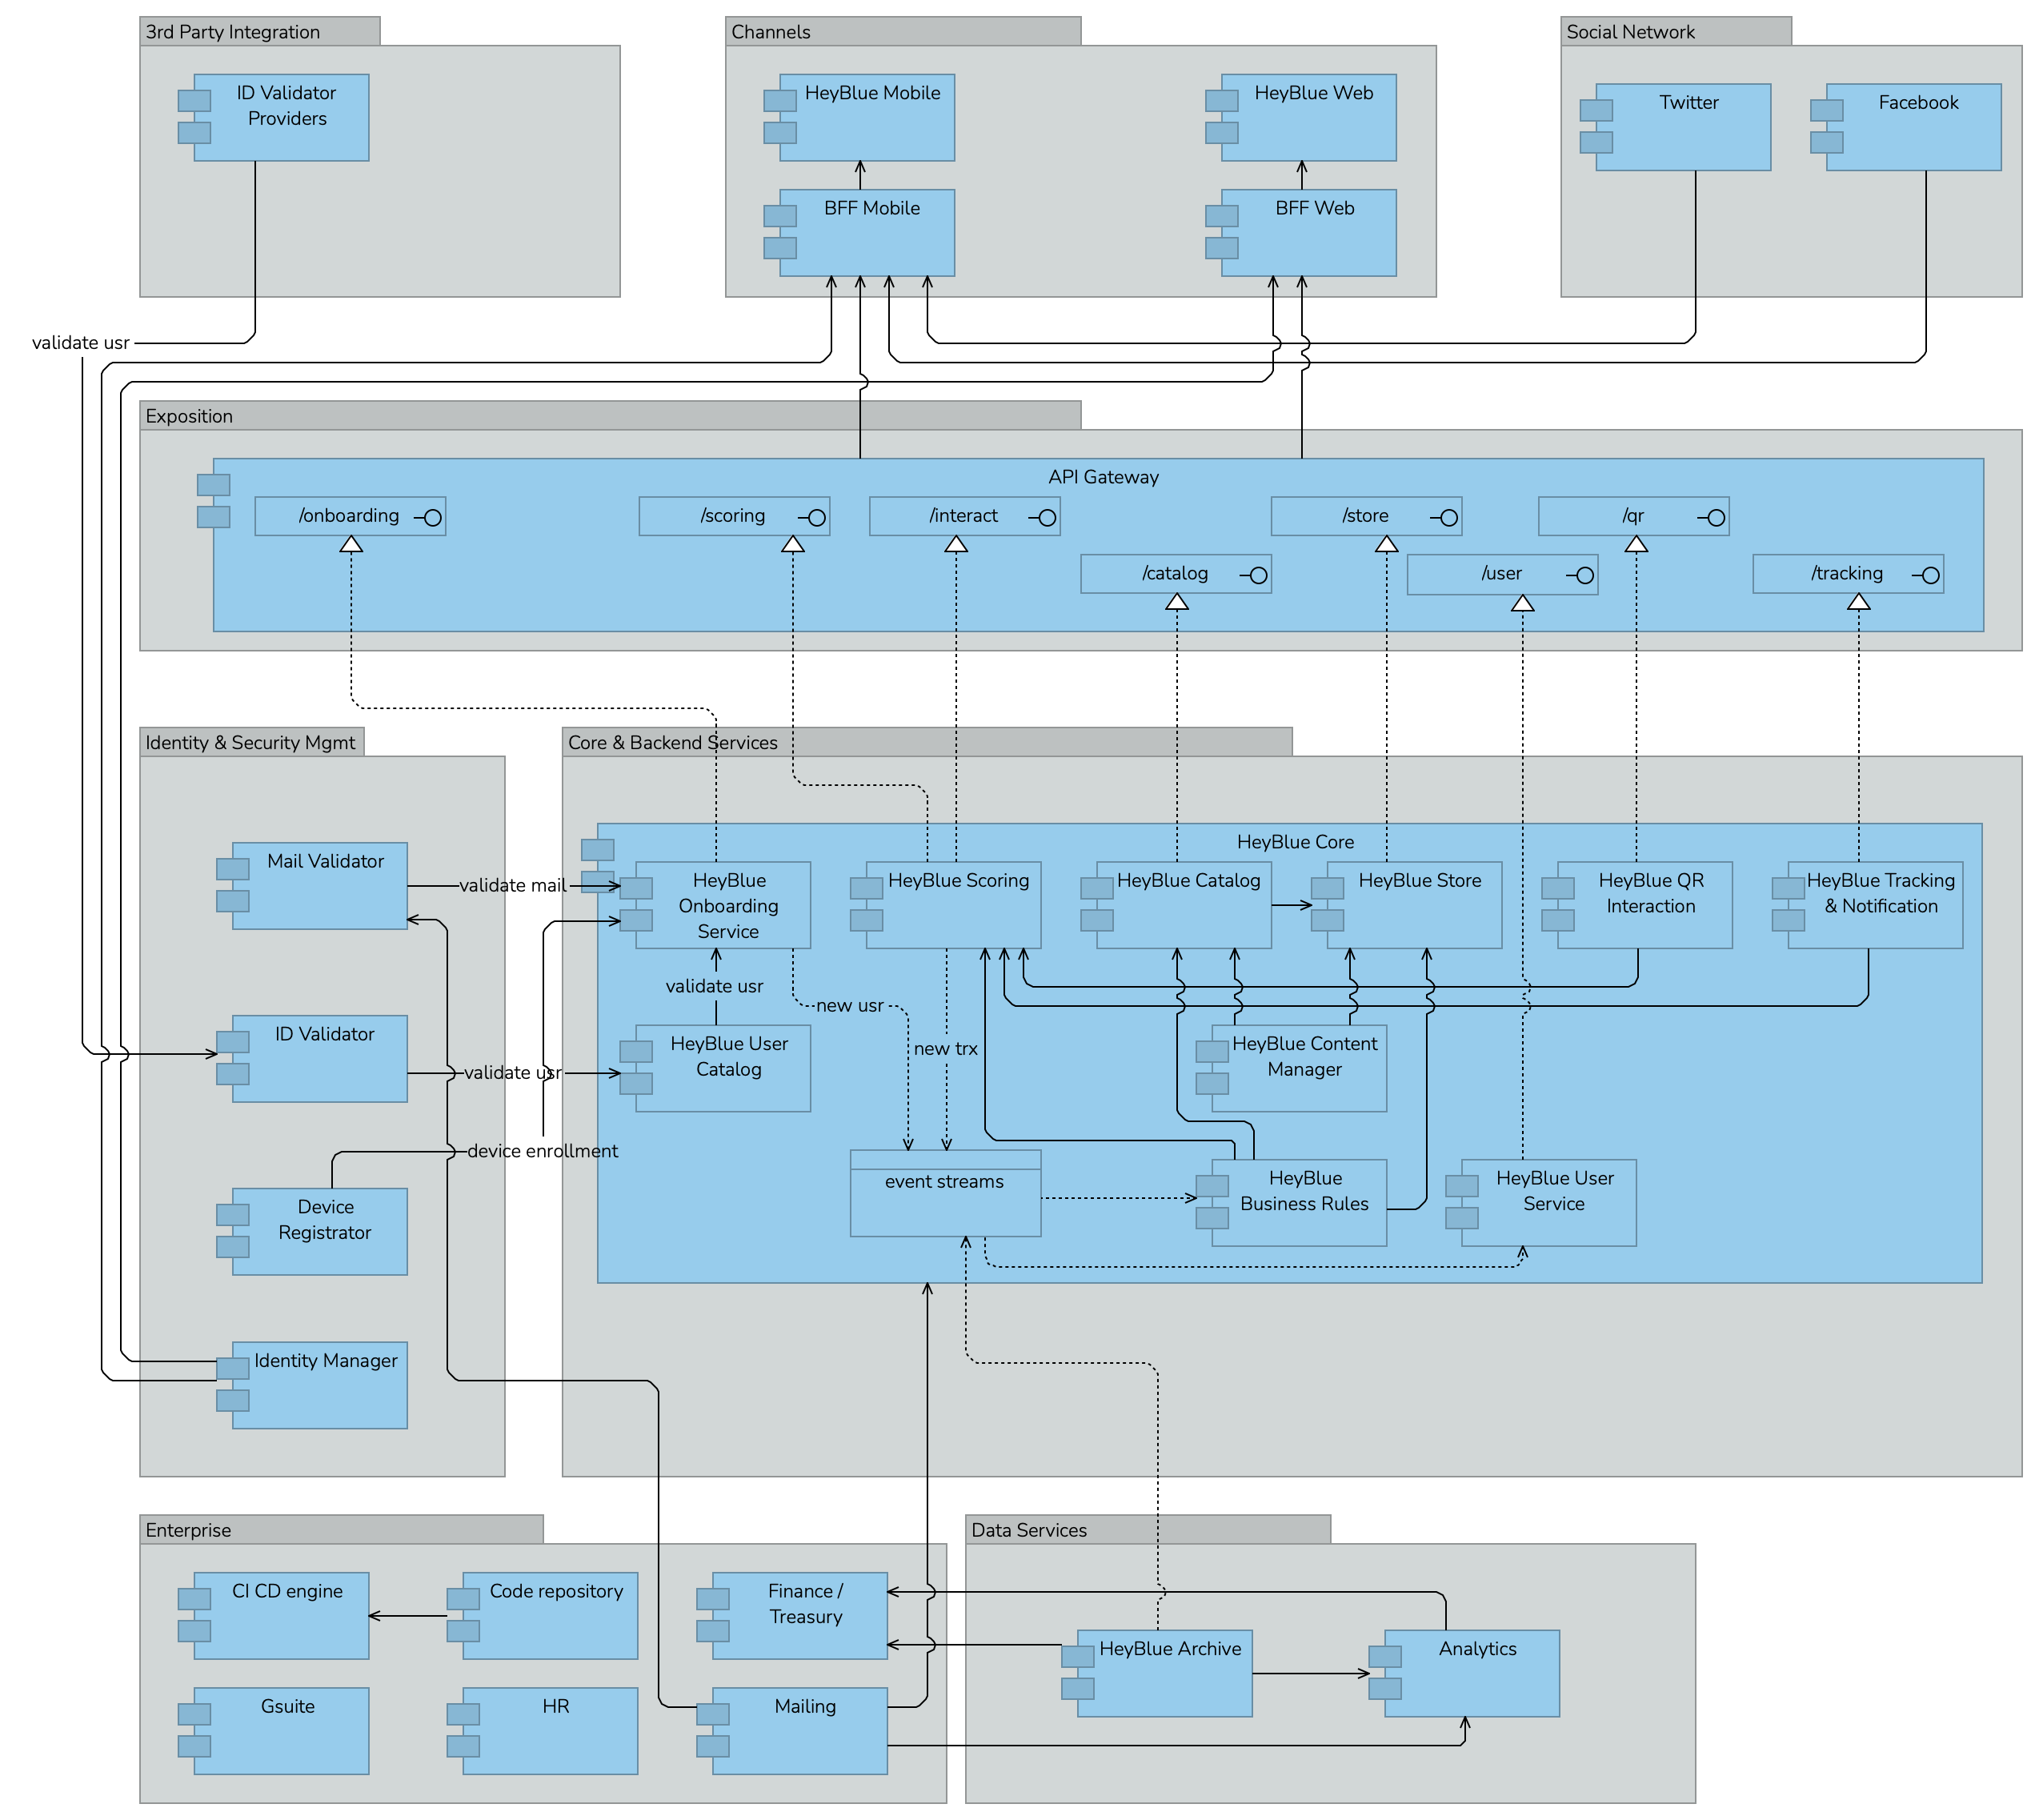 3rd Party Integration
Channels
Social Network
ID Validator
Providers
HeyBlue Mobile
HeyBlue Web
Twitter
Facebook
BFF Mobile
BFF Web
validate usr
Exposition
API Gateway
/onboarding
/scoring
/interact
/store
/qr
/catalog
/user
/tracking
Identity & Security Mgmt
Core & Backend Services
HeyBlue Core
Mail Validator
validate mail
HeyBlue
Onboarding
Service
HeyBlue Scoring
HeyBlue Catalog
HeyBlue Store
HeyBlue QR
Interaction
HeyBlue Tracking
& Notification
validate usr
new usr
ID Validator
validate usr
HeyBlue User
Catalog
new trx
HeyBlue Content
Manager
device enrollment
Device
Registrator
event streams
HeyBlue
Business Rules
HeyBlue User
Service
Identity Manager
Enterprise
Data Services
CI CD engine
Code repository
Finance /
Treasury
HeyBlue Archive
Analytics
Gsuite
HR
Mailing